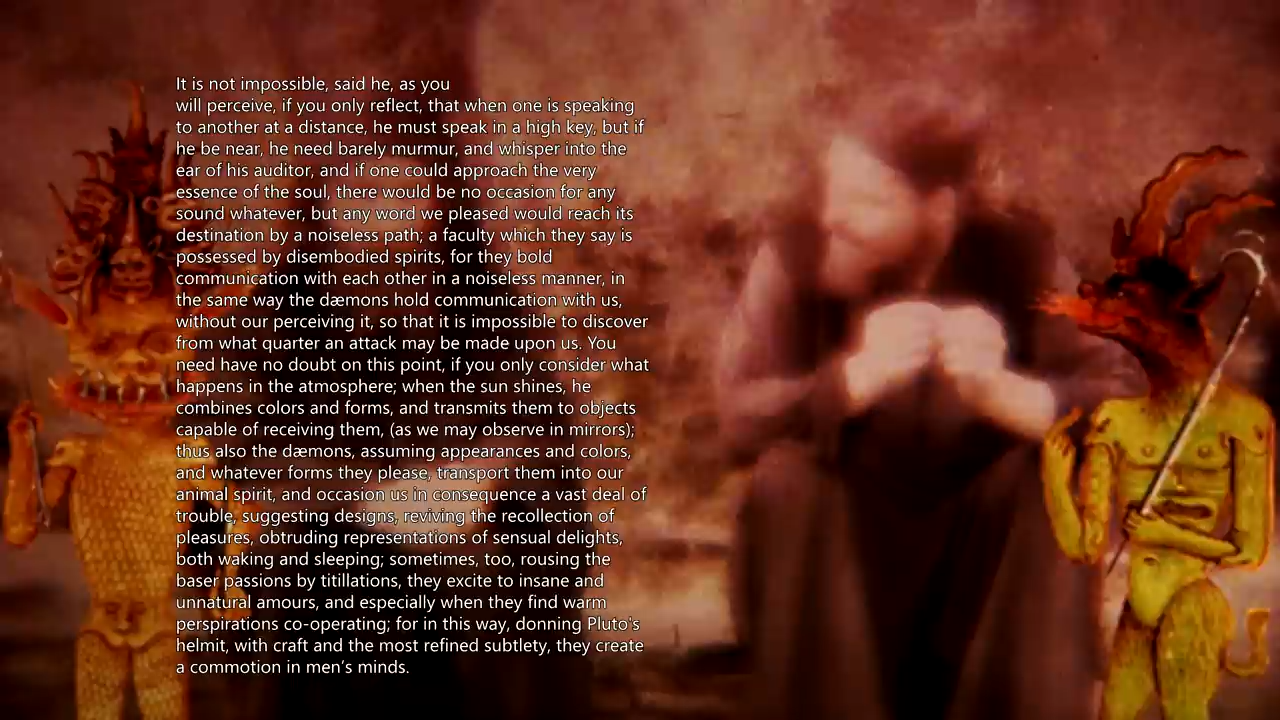 It is not impossible, said he, as you
will perceive, if you only reflect, that when one is speaking
to another at a distance, he must speak in a high key, but if
he be near, he need barely murmur, and whisper into the
ear of his auditor, and if one could approach the very
essence of the soul, there would be no occasion for any
sound whatever, but any word we pleased would reach its
destination by a noiseless path; a faculty which they say is
possessed by disembodied spirits, for they bold
communication with each other in a noiseless manner, in
the same way the dæmons hold communication with us,
without our perceiving it, so that it is impossible to discover
from what quarter an attack may be made upon us. You
need have no doubt on this point, if you only consider what
happens in the atmosphere; when the sun shines, he
combines colors and forms, and transmits them to objects
capable of receiving them, (as we may observe in mirrors);
thus also the dæmons, assuming appearances and colors,
and whatever forms they please, transport them into our
animal spirit, and occasion us in consequence a vast deal of
trouble, suggesting designs, reviving the recollection of
pleasures, obtruding representations of sensual delights,
both waking and sleeping; sometimes, too, rousing the
baser passions by titillations, they excite to insane and
unnatural amours, and especially when they find warm
perspirations co-operating; for in this way, donning Pluto's
helmit, with craft and the most refined subtlety, they create
a commotion in men’s minds.